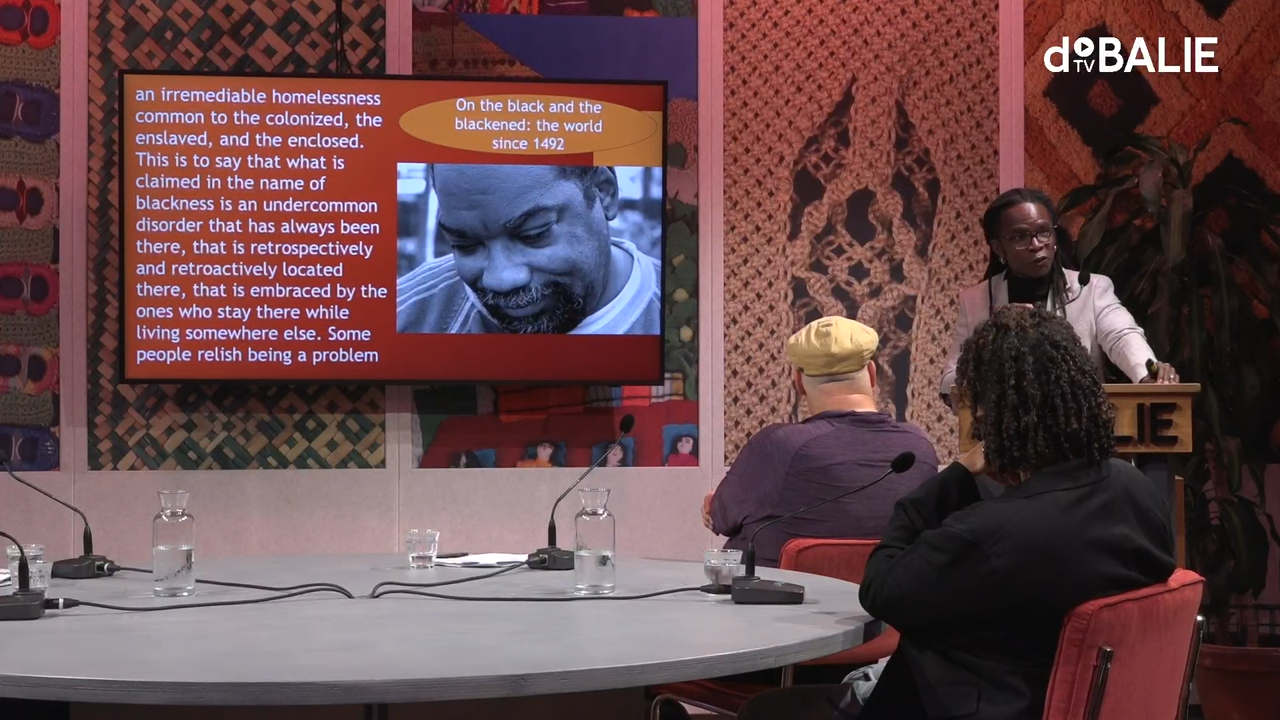 dTVBALIE
an irremediable homelessness
common to the colonized, the
enslaved, and the enclosed.
This is to say that what is
claimed in the name of
blackness is an undercommon
disorder that has always been
there, that is retrospectively
and retroactively located
there, that is embraced by the
ones who stay there while
living somewhere else. Some
people relish being a problem
On the black and the
blackened: the world
since 1492
LIE